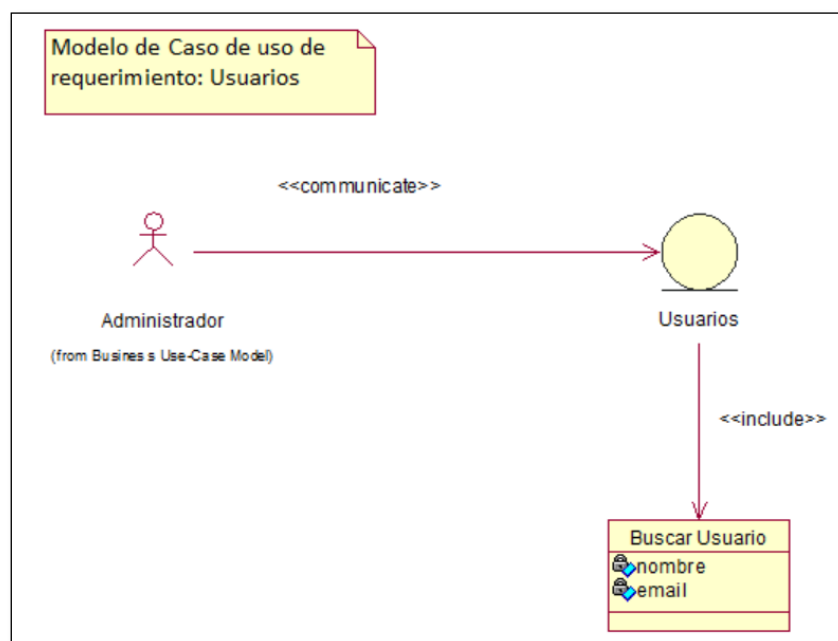 Modelo de Caso de uso de
requerimiento: Usuarios
<<communicate>>
Administrador
(from Business Use-Case Model)
Usuarios
<<include>>
Buscar Usuario
nombre
email